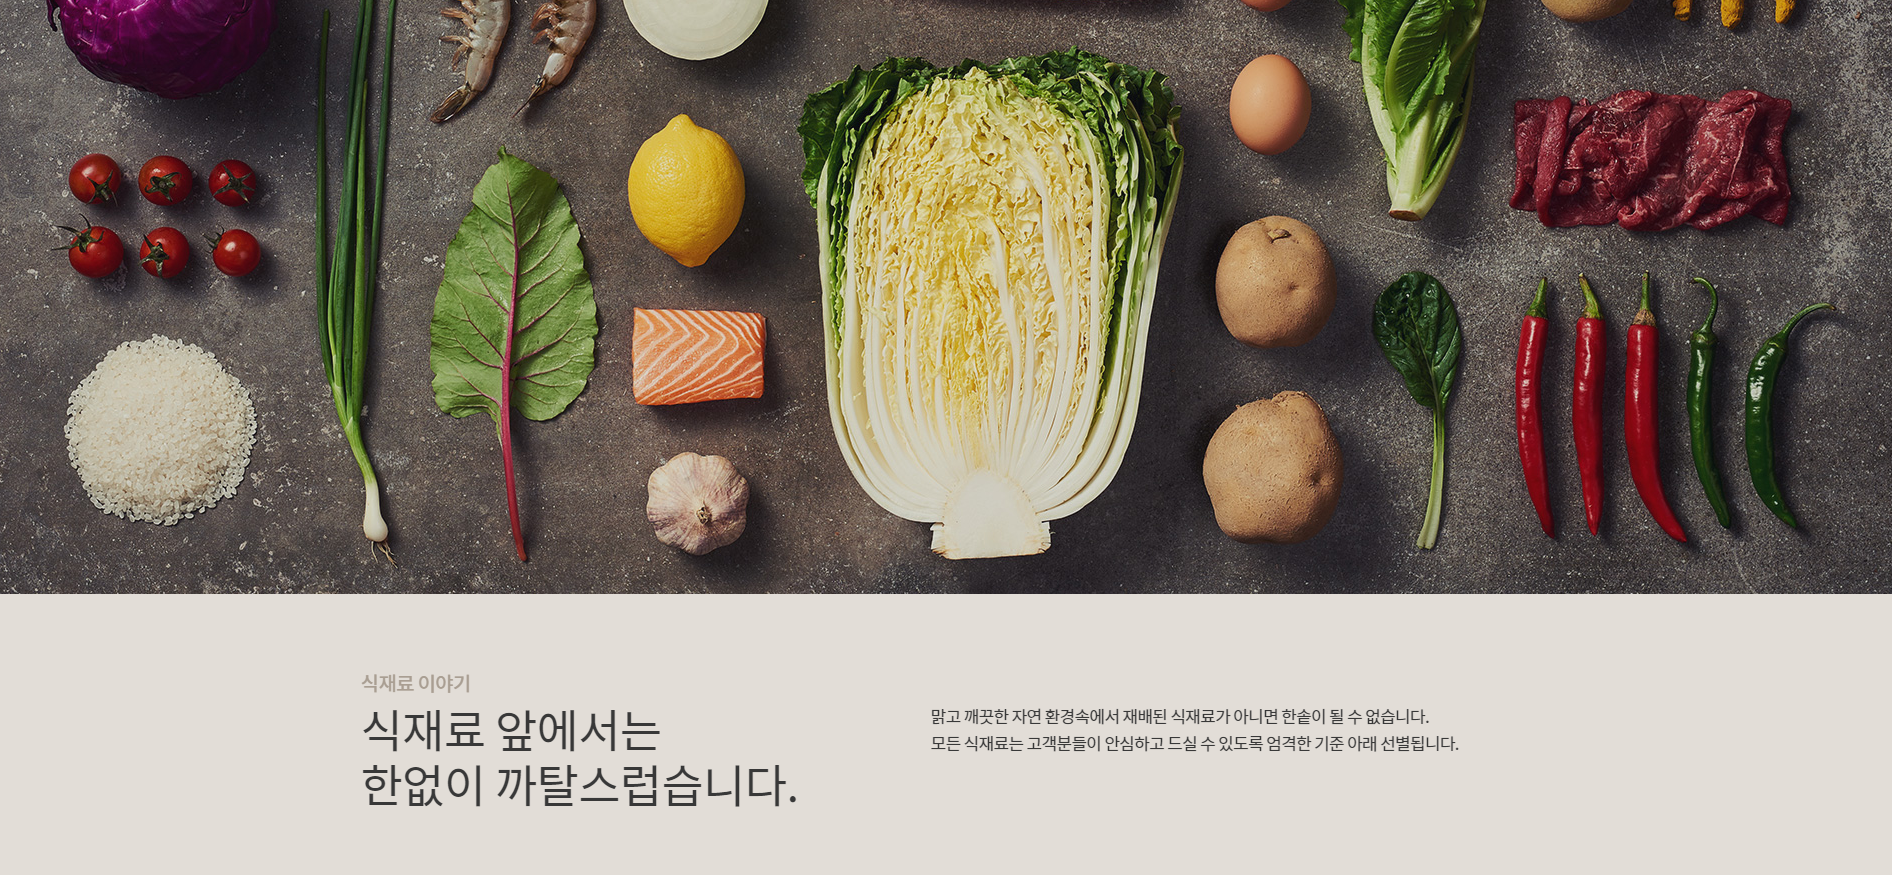 식재료 이야기
식재료 앞에서는
한없이 까탈스럽습니다.
맑고 깨끗한 자연 환경속에서 재배된 식재료가 아니면 한솥이 될 수 없습니다.
모든 식재료는 고객분들이 안심하고 드실 수 있도록 엄격한 기준 아래 선별됩니다.